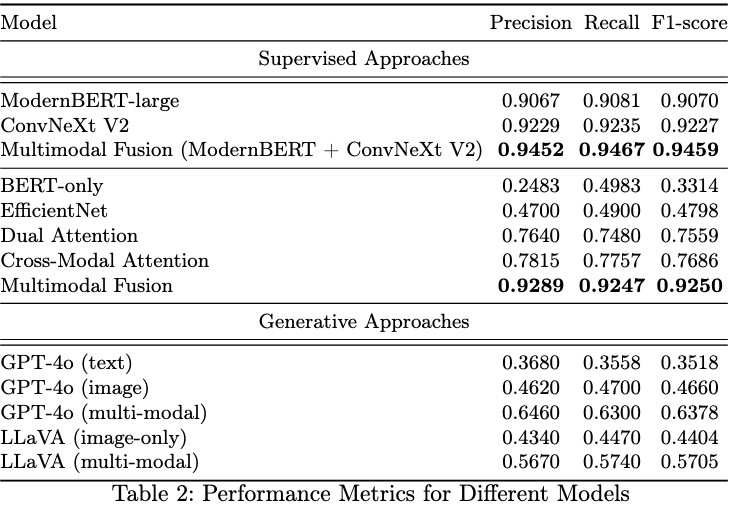 Model Precision Recall F1-score
Supervised Approaches
ModernBERT-large 0.9067 0.9081 0.9070
ConvNeXt V2 0.9229 0.9235 0.9227
Multimodal Fusion (ModernBERT + ConvNeXt V2) 0.9452 0.9467 0.9459
BERT-only 0.2483 0.4983 0.3314
EfficientNet 0.4700 0.4900 0.4798
Dual Attention 0.7640 0.7480 0.7559
Cross-Modal Attention 0.7815 0.7757 0.7686
Multimodal Fusion 0.9289 0.9247 0.9250
Generative Approaches
GPT-4o (text) 0.3680 0.3558 0.3518
GPT-4o (image) 0.4620 0.4700 0.4660
GPT-4o (multi-modal) 0.6460 0.6300 0.6378
LLaVA (image-only) 0.4340 0.4470 0.4404
LLaVA (multi-modal) 0.5670 0.5740 0.5705
Table 2: Performance Metrics for Different Models